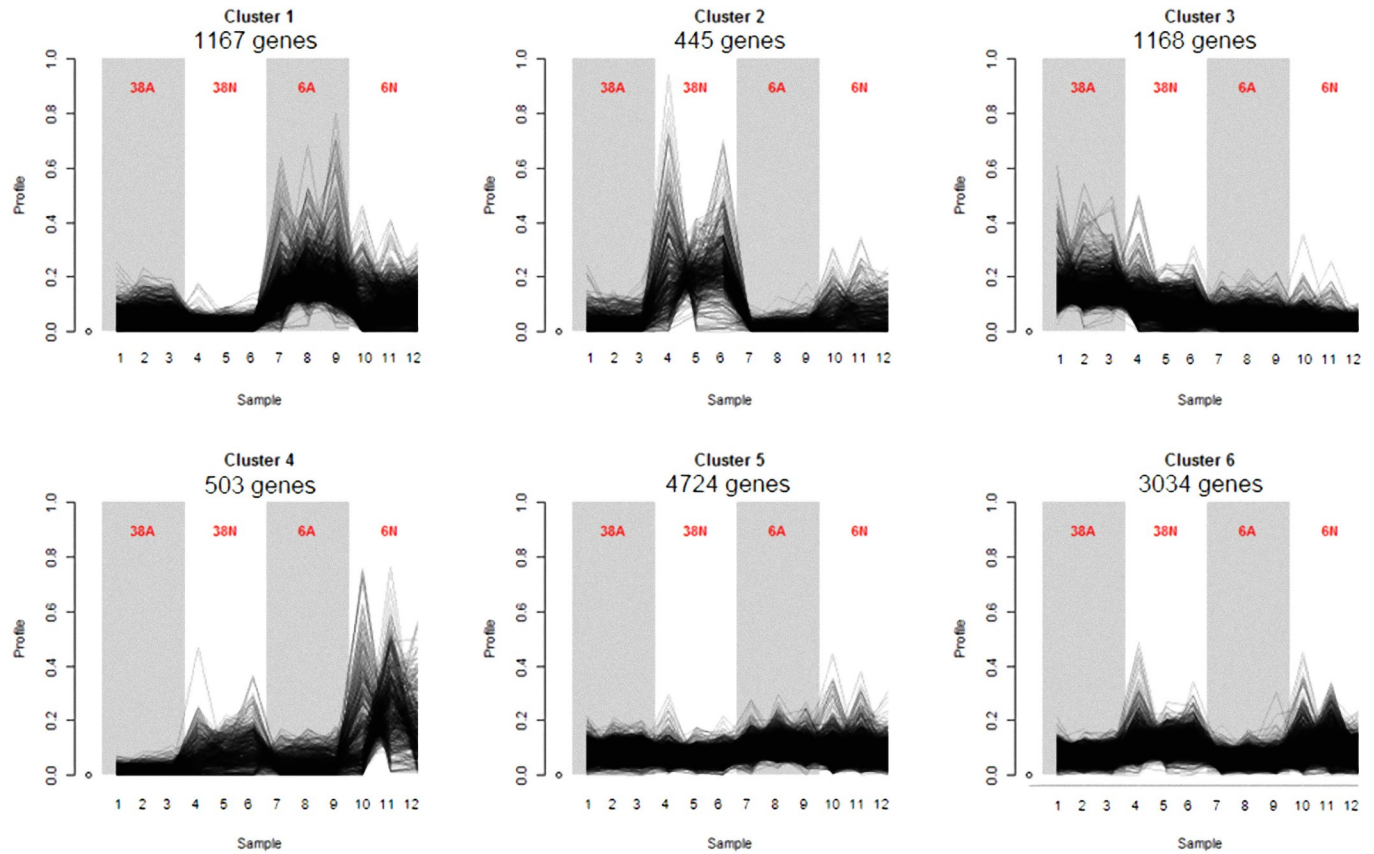 Cluster 1
1167 genes
Profile
0.0 0.2 0.4 0.6 0.8 1.0
38A 38N 6A 6N
1 2 3 4 5 6 7 8 9 10 11 12
Sample
Cluster 2
445 genes
Profile
0.0 0.2 0.4 0.6 0.8 1.0
38A 38N 6A 6N
1 2 3 4 5 6 7 8 9 10 11 12
Sample
Cluster 3
1168 genes
Profile
0.0 0.2 0.4 0.6 0.8 1.0
38A 38N 6A 6N
1 2 3 4 5 6 7 8 9 10 11 12
Sample
Cluster 4
503 genes
Profile
0.0 0.2 0.4 0.6 0.8 1.0
38A 38N 6A 6N
1 2 3 4 5 6 7 8 9 10 11 12
Sample
Cluster 5
4724 genes
Profile
0.0 0.2 0.4 0.6 0.8 1.0
38A 38N 6A 6N
1 2 3 4 5 6 7 8 9 10 11 12
Sample
Cluster 6
3034 genes
Profile
0.0 0.2 0.4 0.6 0.8 1.0
38A 38N 6A 6N
1 2 3 4 5 6 7 8 9 10 11 12
Sample